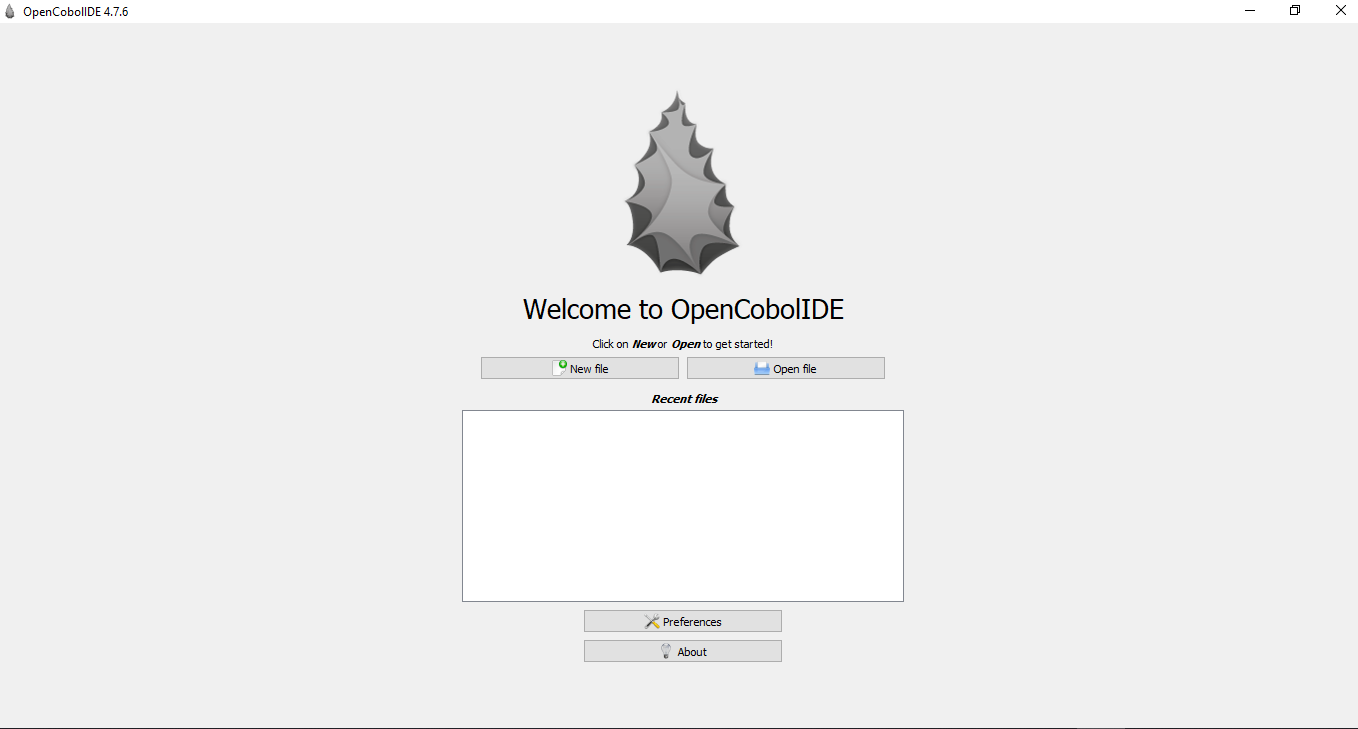 OpenCobolIDE 4.7.6
Welcome to OpenCobolIDE
Click on New or Open to get started!
New file Open file
Recent files
Preferences
About